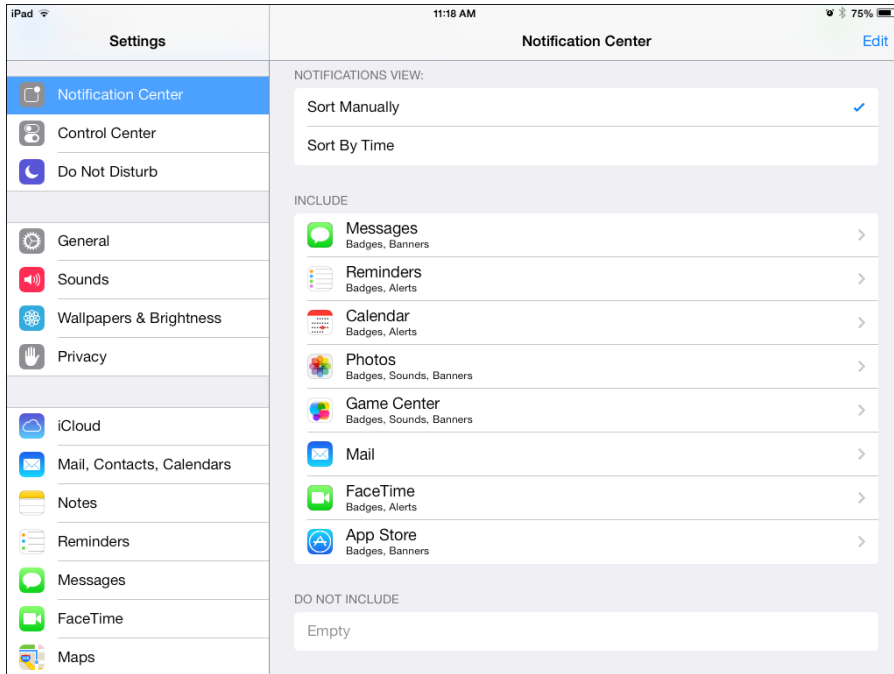 iPad
11:18 AM
75%
Settings
Notification Center
Control Center
Do Not Disturb
General
Sounds
Wallpapers & Brightness
Privacy
iCloud
Mail, Contacts, Calendars
Notes
Reminders
Messages
FaceTime
Maps
Notification Center
Edit
NOTIFICATIONS VIEW:
Sort Manually
Sort By Time
INCLUDE
Messages
Badges, Banners
Reminders
Badges, Alerts
Calendar
Badges, Alerts
Photos
Badges, Sounds, Banners
Game Center
Badges, Sounds, Banners
Mail
FaceTime
Badges, Alerts
App Store
Badges, Banners
DO NOT INCLUDE
Empty